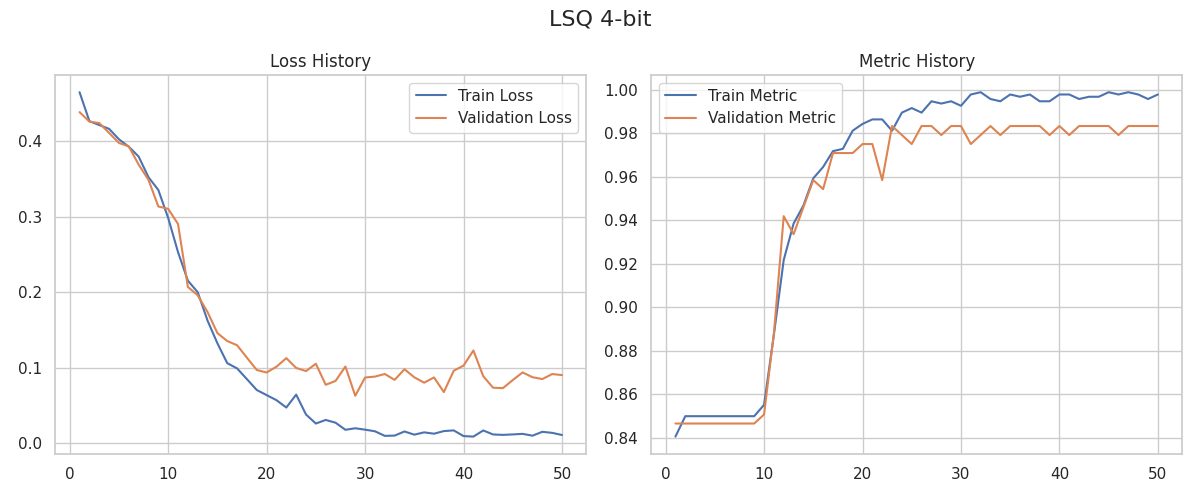 LSQ 4-bit
Loss History
Train Loss
Validation Loss
0.4
0.3
0.2
0.1
0.0
0 10 20 30 40 50
Metric History
Train Metric
Validation Metric
1.00
0.98
0.96
0.94
0.92
0.90
0.88
0.86
0.84
0 10 20 30 40 50